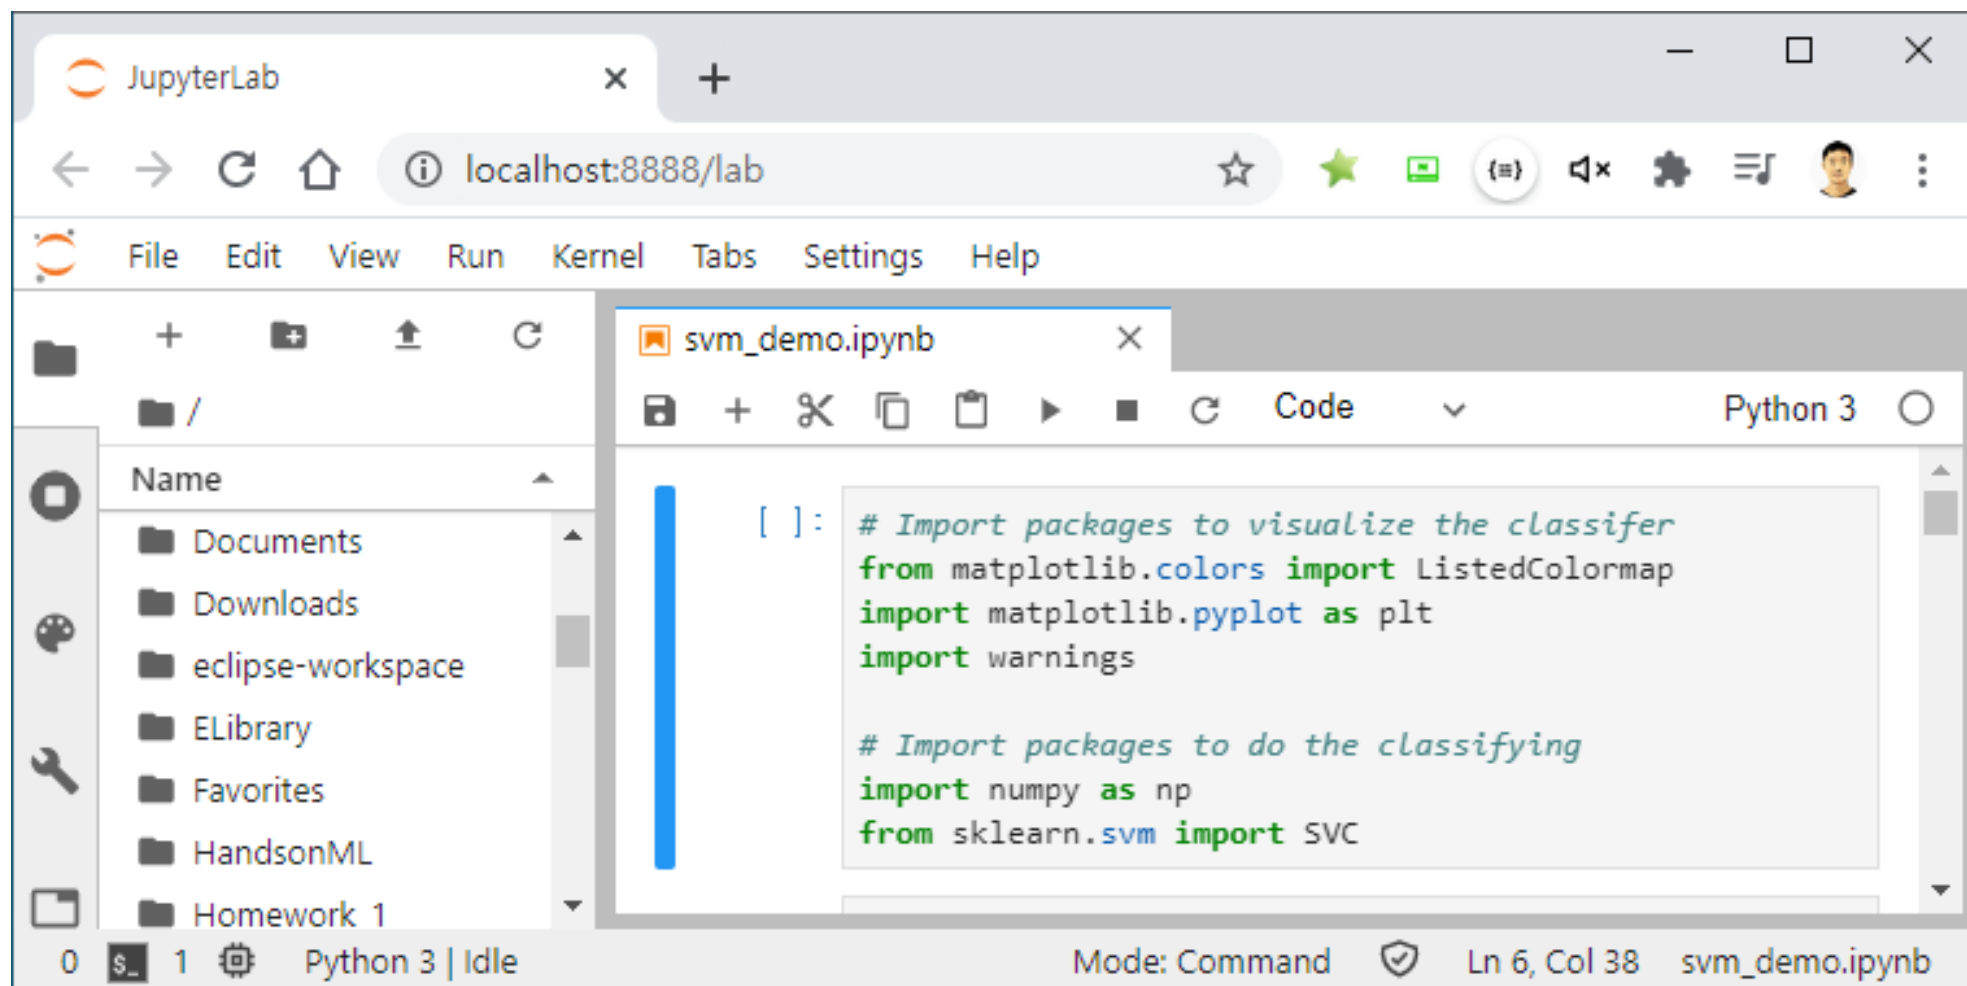 JupyterLab
localhost:8888/lab
File Edit View Run Kernel Tabs Settings Help
svm_demo.ipynb
/
Code Python 3
Name
Documents
Downloads
eclipse-workspace
ELibrary
Favorites
HandsonML
Homework_1
[ ]:
# Import packages to visualize the classifer
from matplotlib.colors import ListedColormap
import matplotlib.pyplot as plt
import warnings
# Import packages to do the classifying
import numpy as np
from sklearn.svm import SVC
0 $_ 1 Python 3 | Idle Mode: Command Ln 6, Col 38 svm_demo.ipynb